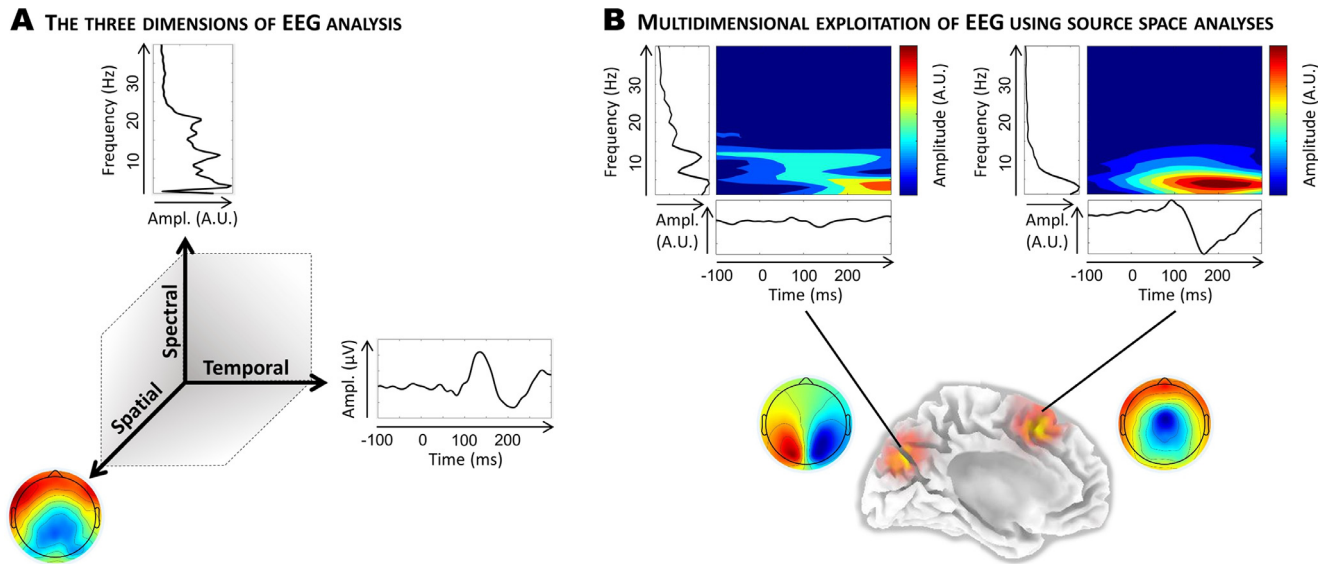 A THE THREE DIMENSIONS OF EEG ANALYSIS
Frequency (Hz)
30
20
10
Ampl. (A.U.)
Spectral
Temporal
Spatial
Ampl. (µV)
-100 0 100 200
Time (ms)
B MULTIDIMENSIONAL EXPLOITATION OF EEG USING SOURCE SPACE ANALYSES
Frequency (Hz)
30
20
10
Amplitude (A.U.)
Ampl.
(A.U.)
-100 0 100 200
Time (ms)
Frequency (Hz)
30
20
10
Amplitude (A.U.)
Ampl.
(A.U.)
-100 0 100 200
Time (ms)